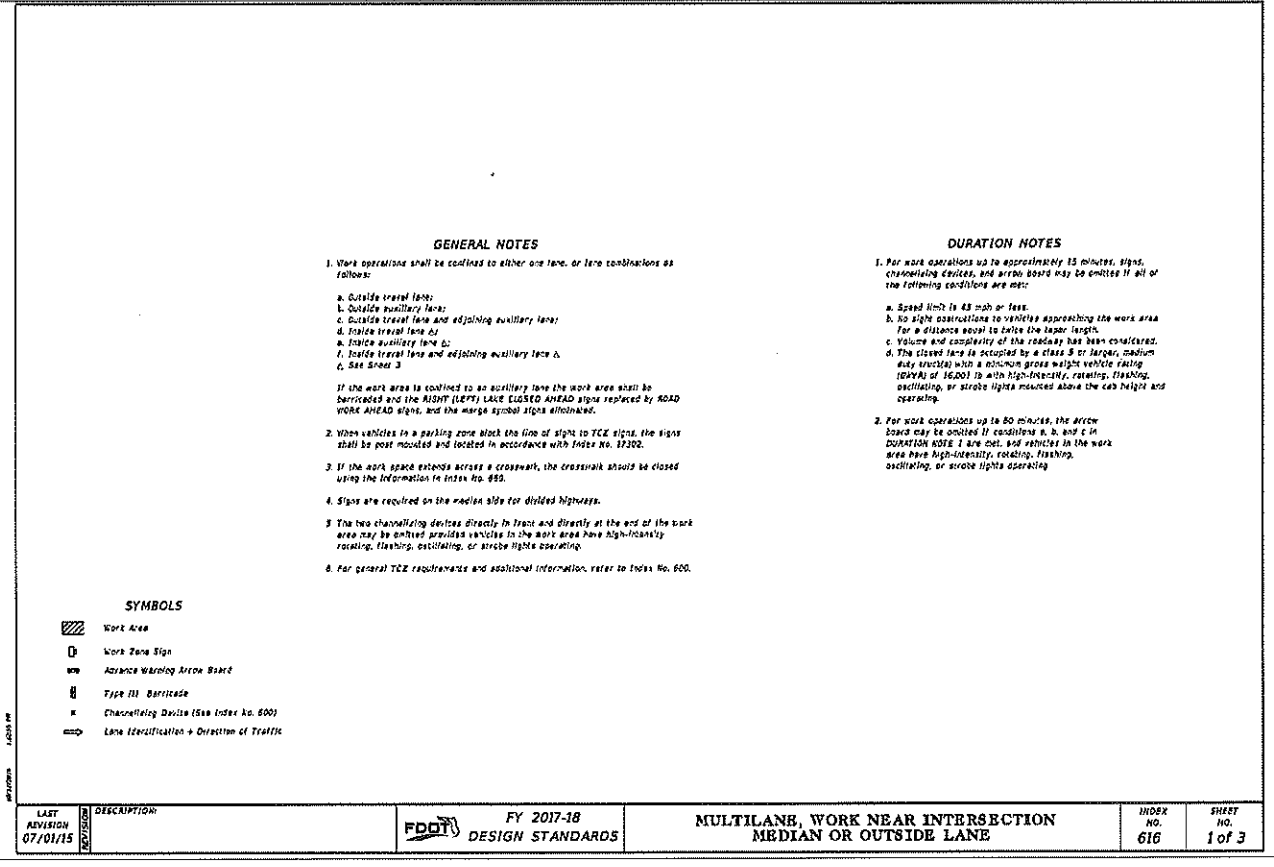 GENERAL NOTES
1. Work operations shall be confined to either one lane, or lane combinations as
follows:
a. Outside travel lane;
b. Outside auxiliary lane;
c. Outside travel lane and adjoining auxiliary lane;
d. Inside travel lane
e. Inside auxiliary lane
f. Inside travel lane and adjoining auxiliary lane
See Sheet 3
If the work area is confined to an auxiliary lane the work area shall be
barricaded and the RIGHT (LEFT) LANE CLOSED AHEAD signs replaced by ROAD
WORK AHEAD signs, and the merge symbol signs eliminated.
2. When vehicles in a parking zone block the line of sight to TCZ signs, the signs
shall be post mounted and located in accordance with Index No. 17302.
3. If the work space extends across a crosswalk, the crosswalk should be closed
using the information in Index No. 660.
4. Signs are required on the median side for divided highways.
5 The two channelizing devices directly in front and directly at the end of the work
area may be omitted provided vehicles in the work area have high-intensity
rotating, flashing, oscillating, or strobe lights operating.
6. For general TCZ requirements and additional information, refer to Index No. 600.
DURATION NOTES
1. For work operations up to approximately 15 minutes, signs,
channelizing devices, and arrow board may be omitted if all of
the following conditions are met:
a. Speed limit is 45 mph or less.
b. No sight obstructions to vehicles approaching the work area
for a distance equal to twice the taper length.
c. Volume and complexity of the roadway has been considered.
d. The closed lane is occupied by a class 5 or larger, medium
duty truck(s) with a minimum gross weight vehicle rating
(GWVR) of 16,001 lb with high-intensity, rotating, flashing,
oscillating, or strobe lights mounted above the cab height and
operating.
2. For work operations up to 60 minutes, the arrow
board may be omitted if conditions a, b, and c in
DURATION NOTE 1 are met, and vehicles in the work
area have high-intensity, rotating, flashing,
oscillating, or strobe lights operating
SYMBOLS
Work Area
Work Zone Sign
Advance Warning Arrow Board
Type III Barricade
Channelizing Device (See Index No. 600)
Lane Identification + Direction of Traffic
LAST
REVISION
07/01/15
REVISION
DESCRIPTION:
FDOT
FY 2017-18
DESIGN STANDARDS
MULTILANE, WORK NEAR INTERSECTION
MEDIAN OR OUTSIDE LANE
INDEX
NO.
616
SHEET
NO.
1 of 3